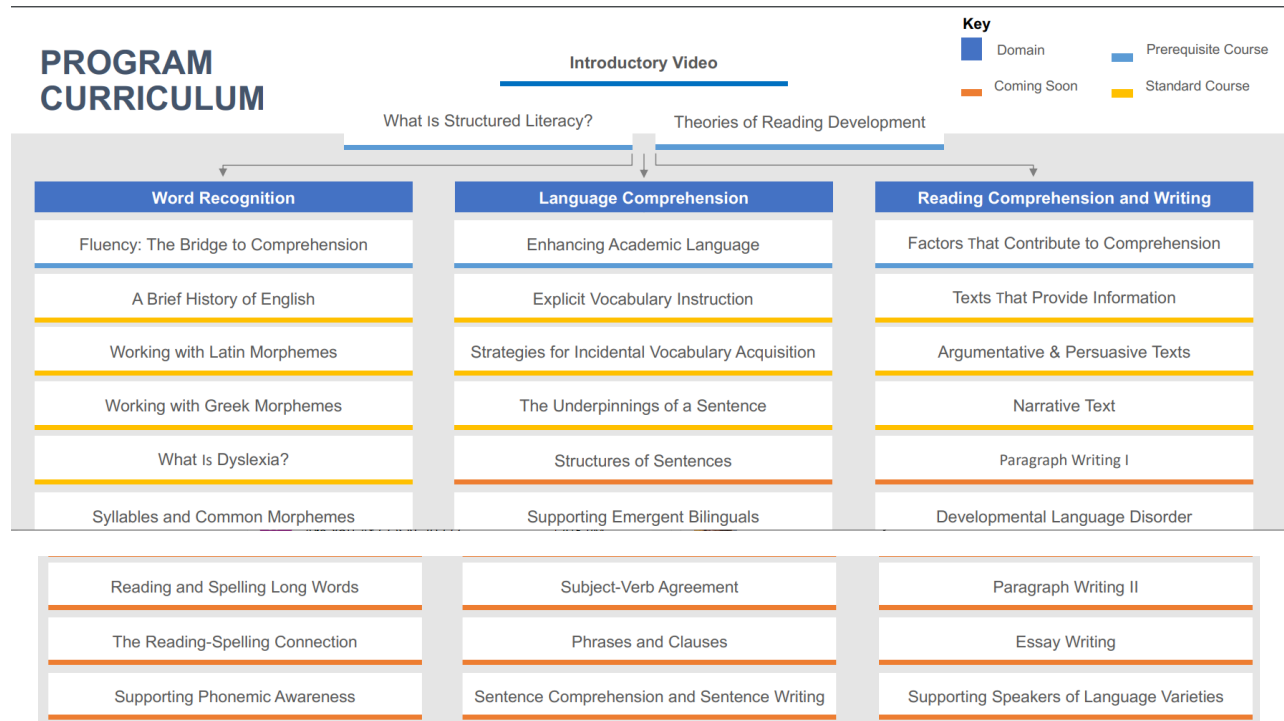 PROGRAM
CURRICULUM
Introductory Video
Key
Domain
Prerequisite Course
Coming Soon
Standard Course
What Is Structured Literacy?
Theories of Reading Development
Word Recognition
Fluency: The Bridge to Comprehension
A Brief History of English
Working with Latin Morphemes
Working with Greek Morphemes
What Is Dyslexia?
Syllables and Common Morphemes
Reading and Spelling Long Words
The Reading-Spelling Connection
Supporting Phonemic Awareness
Language Comprehension
Enhancing Academic Language
Explicit Vocabulary Instruction
Strategies for Incidental Vocabulary Acquisition
The Underpinnings of a Sentence
Structures of Sentences
Supporting Emergent Bilinguals
Subject-Verb Agreement
Phrases and Clauses
Sentence Comprehension and Sentence Writing
Reading Comprehension and Writing
Factors That Contribute to Comprehension
Texts That Provide Information
Argumentative & Persuasive Texts
Narrative Text
Paragraph Writing I
Developmental Language Disorder
Paragraph Writing II
Essay Writing
Supporting Speakers of Language Varieties